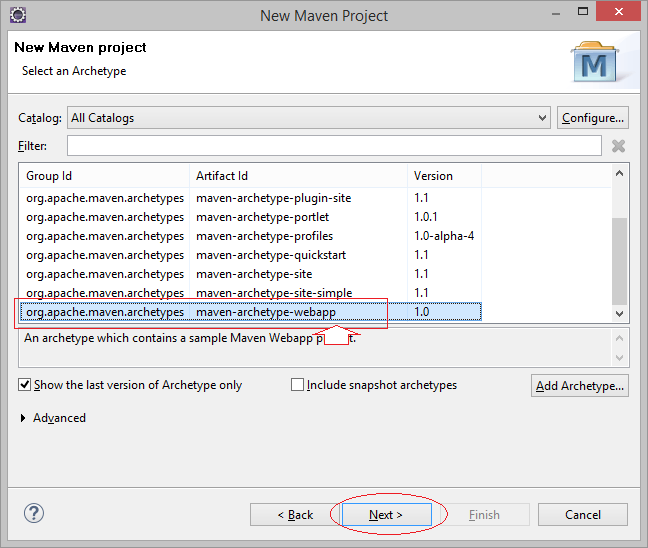 New Maven Project
New Maven project
Select an Archetype
M
Catalog: All Catalogs Configure...
Filter:
Group Id Artifact Id Version
org.apache.maven.archetypes maven-archetype-plugin-site 1.1
org.apache.maven.archetypes maven-archetype-portlet 1.0.1
org.apache.maven.archetypes maven-archetype-profiles 1.0-alpha-4
org.apache.maven.archetypes maven-archetype-quickstart 1.1
org.apache.maven.archetypes maven-archetype-site 1.1
org.apache.maven.archetypes maven-archetype-site-simple 1.1
org.apache.maven.archetypes maven-archetype-webapp 1.0
An archetype which contains a sample Maven Webapp
Show the last version of Archetype only Include snapshot archetypes Add Archetype...
Advanced
? < Back Next > Finish Cancel